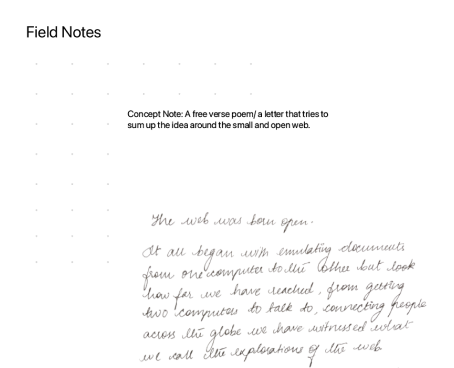 Field Notes
Concept Note: A free verse poem/ a letter that tries to
sum up the idea around the small and open web.
The web was born open.
It all began with emulating documents
from one computer to the other but look
how far we have reached, from getting
two computers to talk to, connecting people
across the globe we have witnessed what
we call the explorations of the web